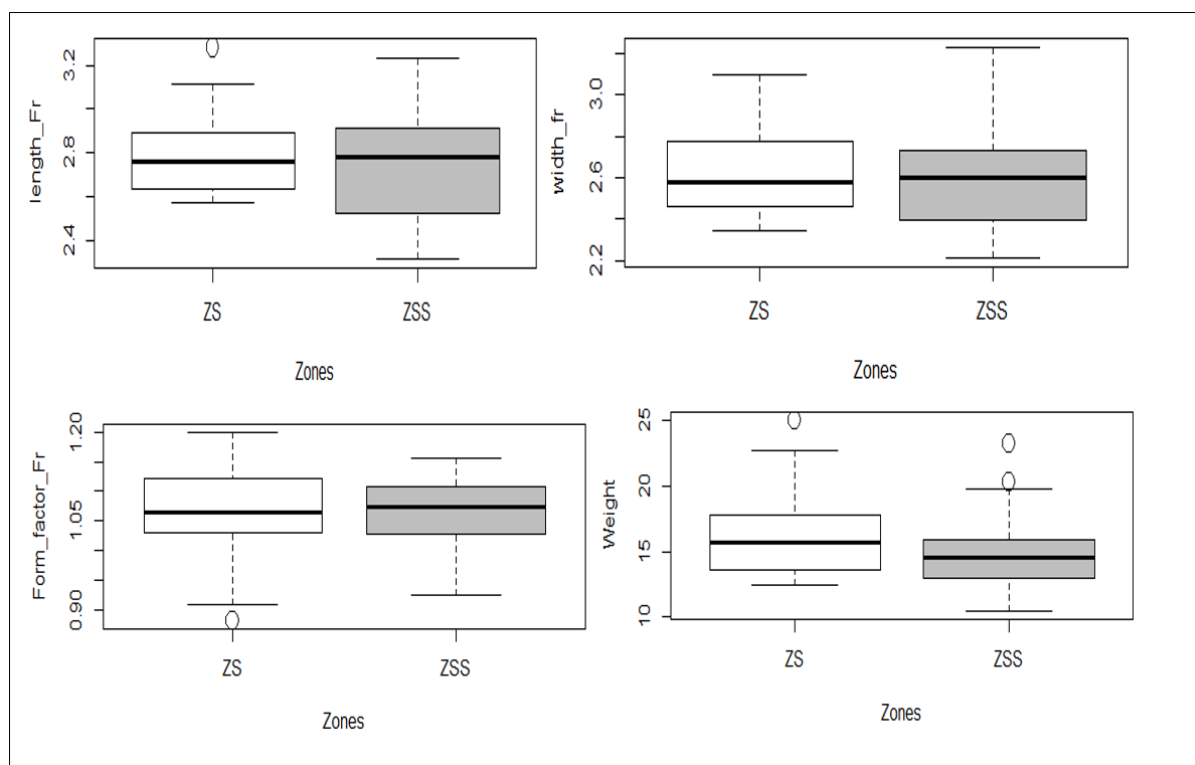 length_Fr
3.2
2.8
2.4
ZS
ZSS
Zones
width_fr
3.0
2.6
2.2
ZS
ZSS
Zones
Form_factor_Fr
1.20
1.05
0.90
ZS
ZSS
Zones
Weight
25
20
15
10
ZS
ZSS
Zones